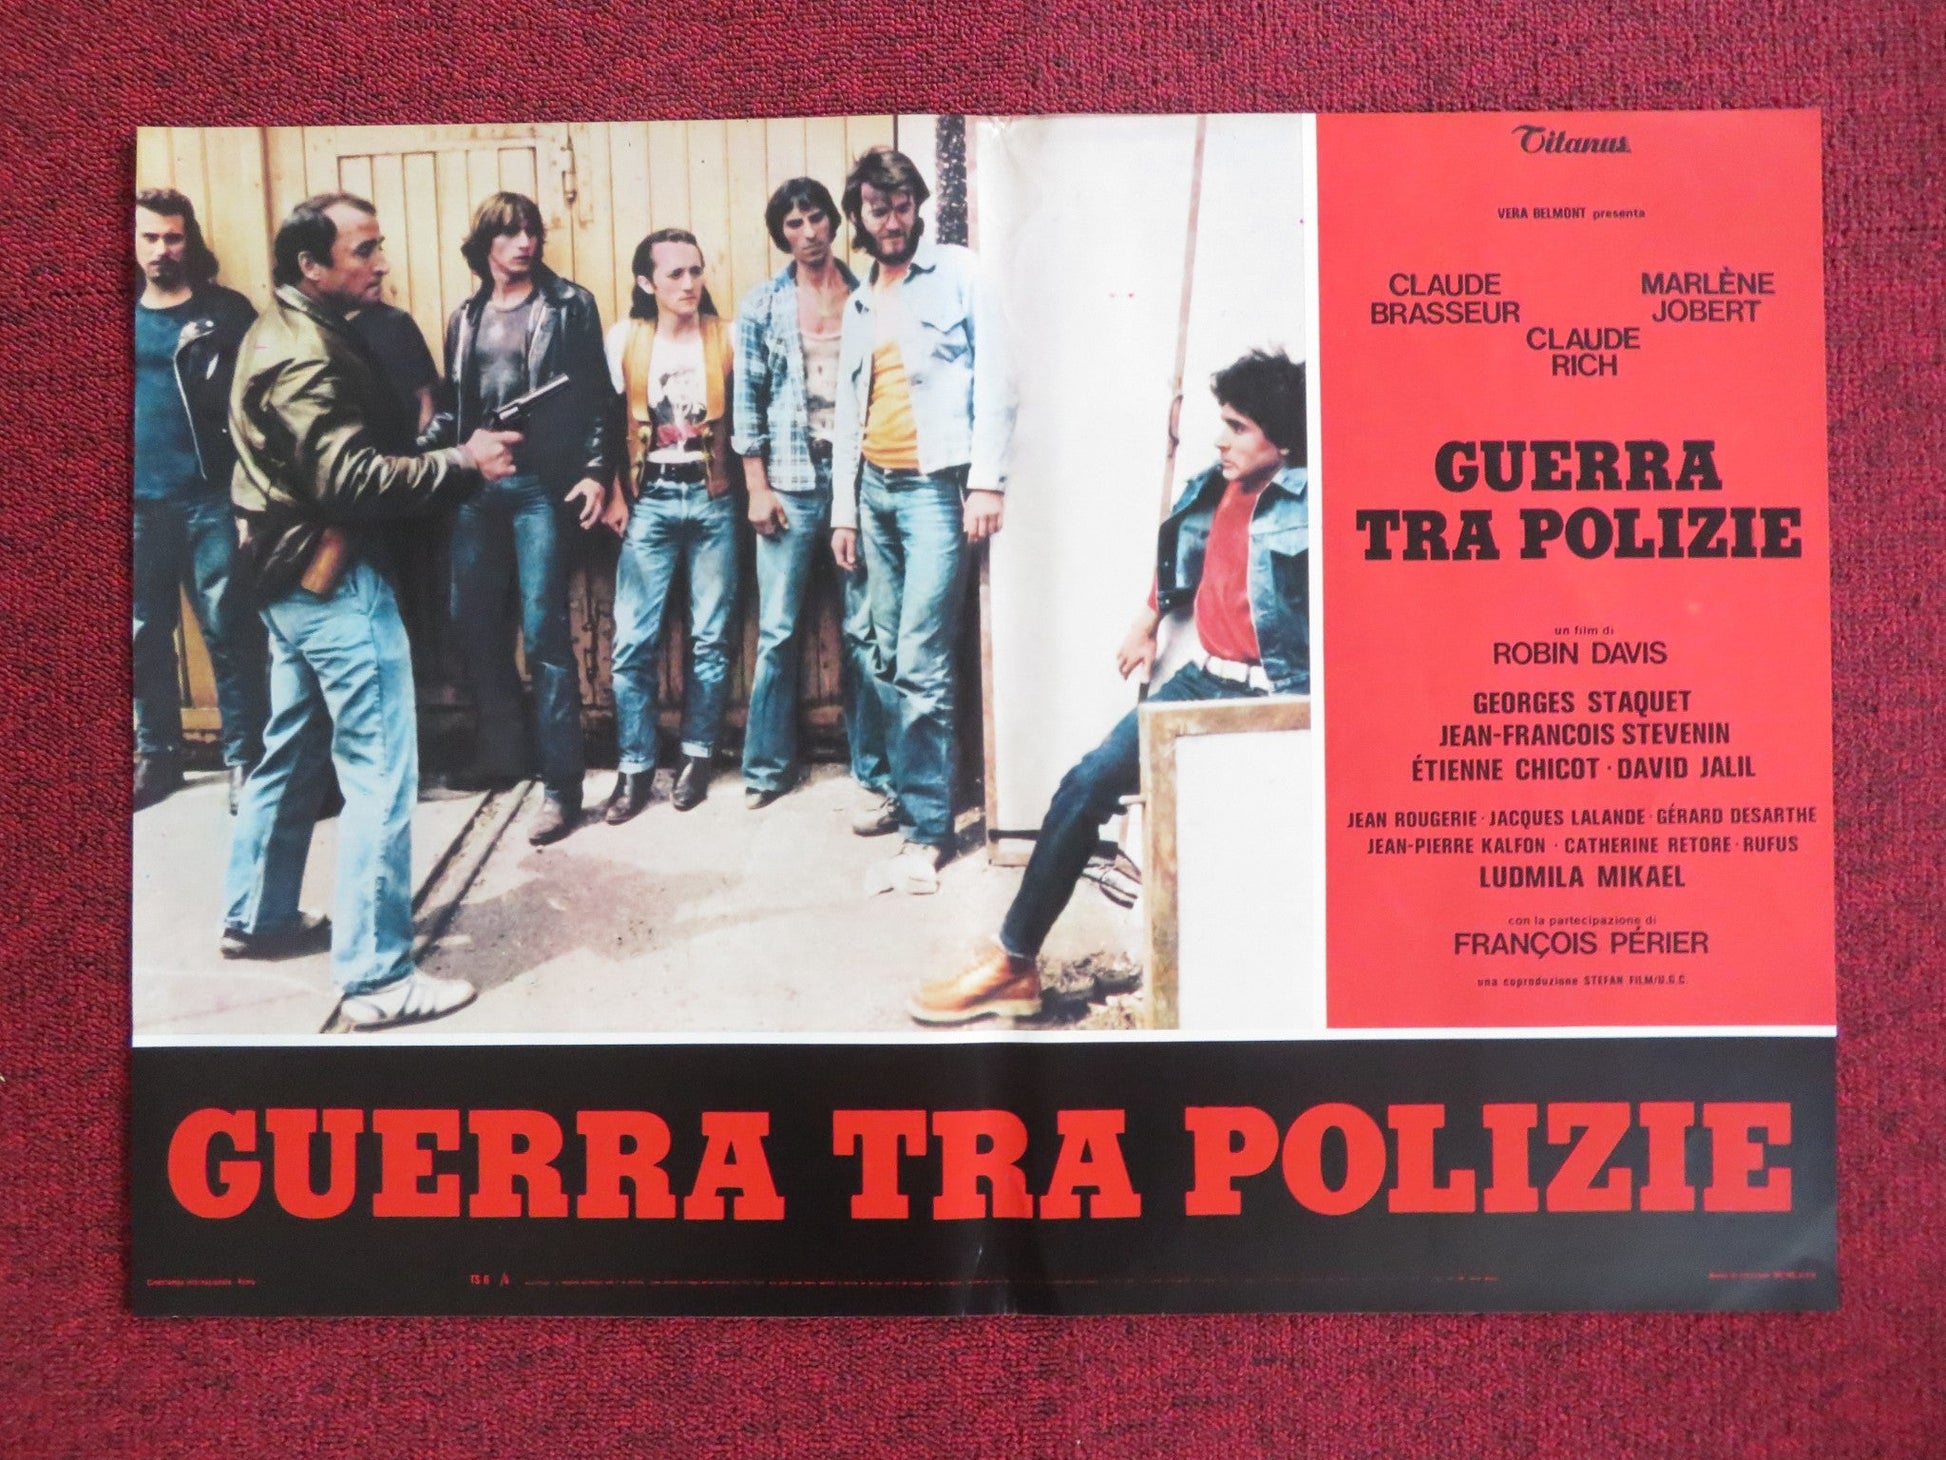 Titanus
VERA BELMONT presenta
CLAUDE BRASSEUR
MARLÈNE JOBERT
CLAUDE RICH
GUERRA
TRA POLIZIE
un film di
ROBIN DAVIS
GEORGES STAQUET
JEAN-FRANCOIS STEVENIN
ÉTIENNE CHICOT · DAVID JALIL
JEAN ROUGERIE · JACQUES LALANDE · GÉRARD DESARTHE
JEAN-PIERRE KALFON · CATHERINE RETORE · RUFUS
LUDMILA MIKAEL
con la partecipazione di
FRANÇOIS PÉRIER
una coproduzione STEFAN FILM/U.G.C.
GUERRA TRA POLIZIE
TS 6 A